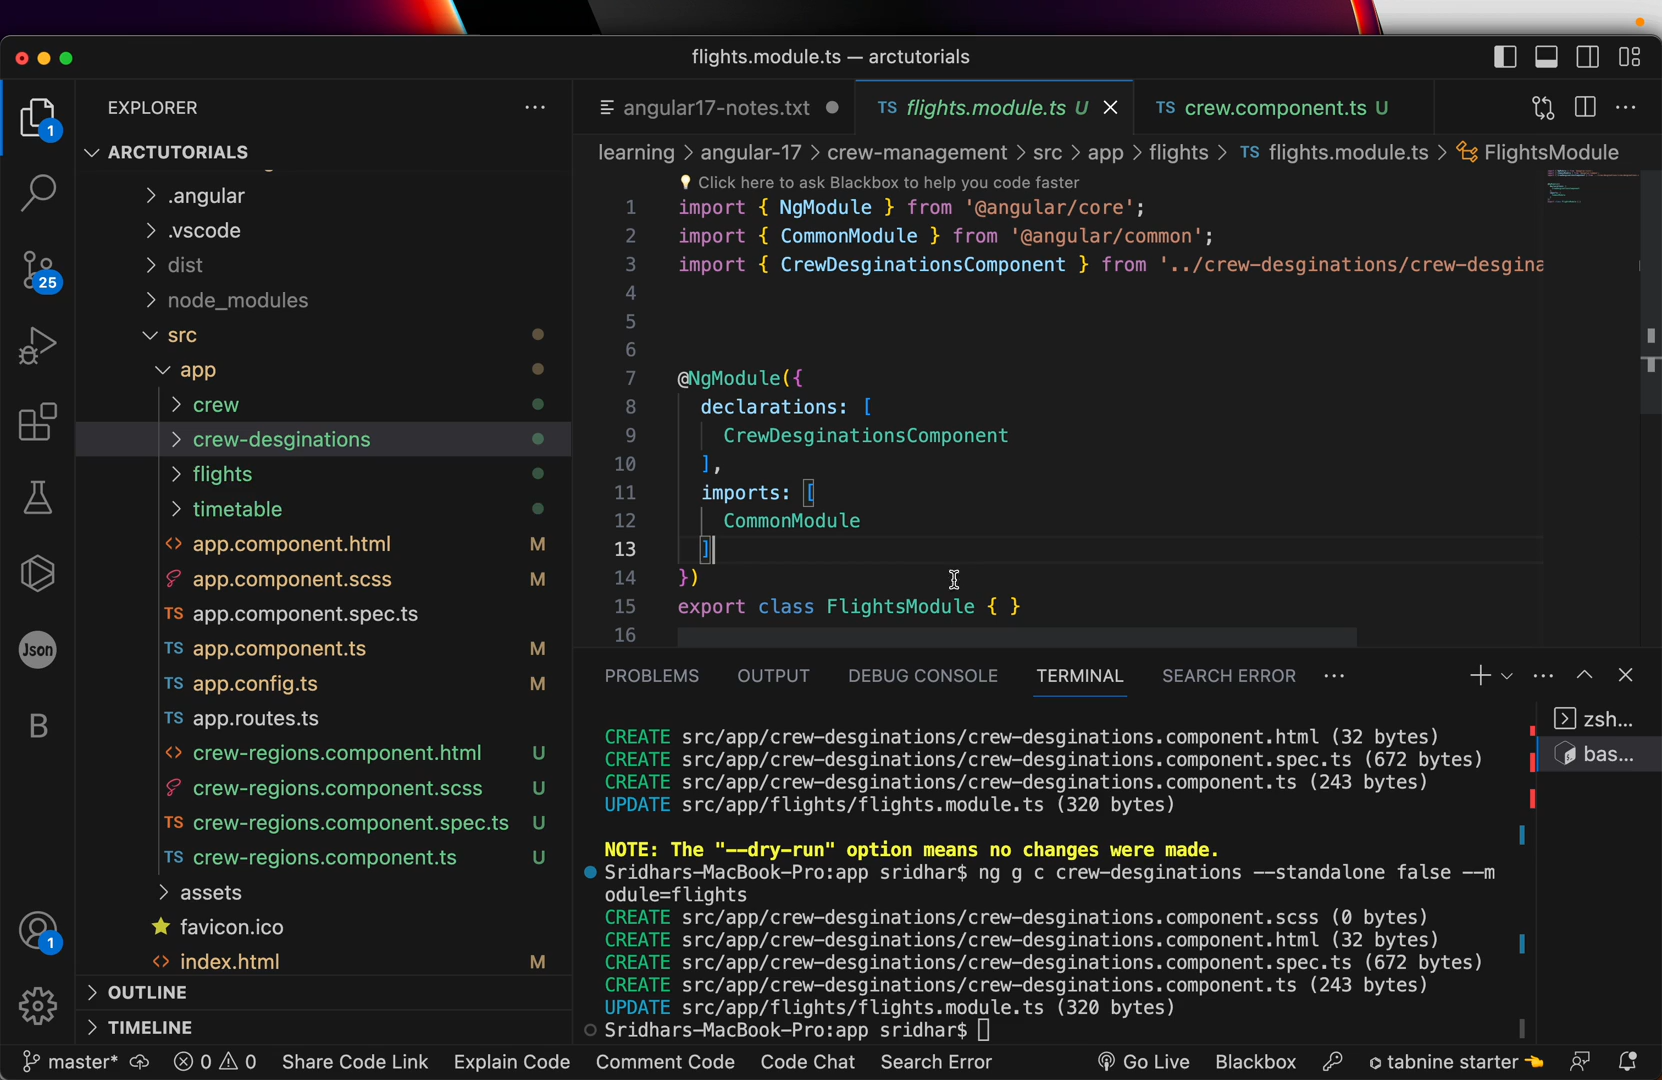 flights.module.ts — arctutorials
EXPLORER
ARCTUTORIALS
.angular
.vscode
dist
node_modules
src
app
crew
crew-desginations
flights
timetable
app.component.html M
app.component.scss M
app.component.spec.ts
app.component.ts M
app.config.ts M
app.routes.ts
crew-regions.component.html U
crew-regions.component.scss U
crew-regions.component.spec.ts U
crew-regions.component.ts U
assets
favicon.ico
index.html M
OUTLINE
TIMELINE
1
25
Json
B
1
angular17-notes.txt
TS flights.module.ts U
TS crew.component.ts U
learning > angular-17 > crew-management > src > app > flights > TS flights.module.ts > FlightsModule
Click here to ask Blackbox to help you code faster
1 import { NgModule } from '@angular/core';
2 import { CommonModule } from '@angular/common';
3 import { CrewDesginationsComponent } from '../crew-desginations/crew-desgina
4
5
6
7 @NgModule({
8 declarations: [
9 CrewDesginationsComponent
10 ],
11 imports: [
12 CommonModule
13 ]
14 })
15 export class FlightsModule { }
16
PROBLEMS OUTPUT DEBUG CONSOLE TERMINAL SEARCH ERROR
zsh...
bas...
CREATE src/app/crew-desginations/crew-desginations.component.html (32 bytes)
CREATE src/app/crew-desginations/crew-desginations.component.spec.ts (672 bytes)
CREATE src/app/crew-desginations/crew-desginations.component.ts (243 bytes)
UPDATE src/app/flights/flights.module.ts (320 bytes)
NOTE: The "--dry-run" option means no changes were made.
Sridhars-MacBook-Pro:app sridhar$ ng g c crew-desginations --standalone false --m
odule=flights
CREATE src/app/crew-desginations/crew-desginations.component.scss (0 bytes)
CREATE src/app/crew-desginations/crew-desginations.component.html (32 bytes)
CREATE src/app/crew-desginations/crew-desginations.component.spec.ts (672 bytes)
CREATE src/app/crew-desginations/crew-desginations.component.ts (243 bytes)
UPDATE src/app/flights/flights.module.ts (320 bytes)
Sridhars-MacBook-Pro:app sridhar$
master* 0 0 Share Code Link Explain Code Comment Code Code Chat Search Error Go Live Blackbox tabnine starter